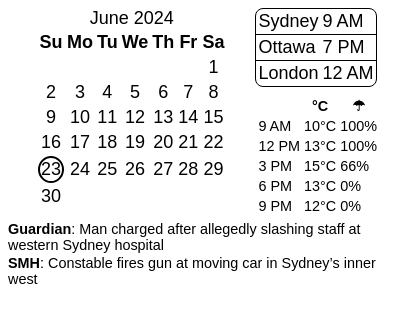 June 2024
Su Mo Tu We Th Fr Sa
1
2 3 4 5 6 7 8
9 10 11 12 13 14 15
16 17 18 19 20 21 22
23 24 25 26 27 28 29
30
Sydney 9 AM
Ottawa 7 PM
London 12 AM
°C ☂
9 AM 10°C 100%
12 PM 13°C 100%
3 PM 15°C 66%
6 PM 13°C 0%
9 PM 12°C 0%
Guardian: Man charged after allegedly slashing staff at
western Sydney hospital
SMH: Constable fires gun at moving car in Sydney’s inner
west